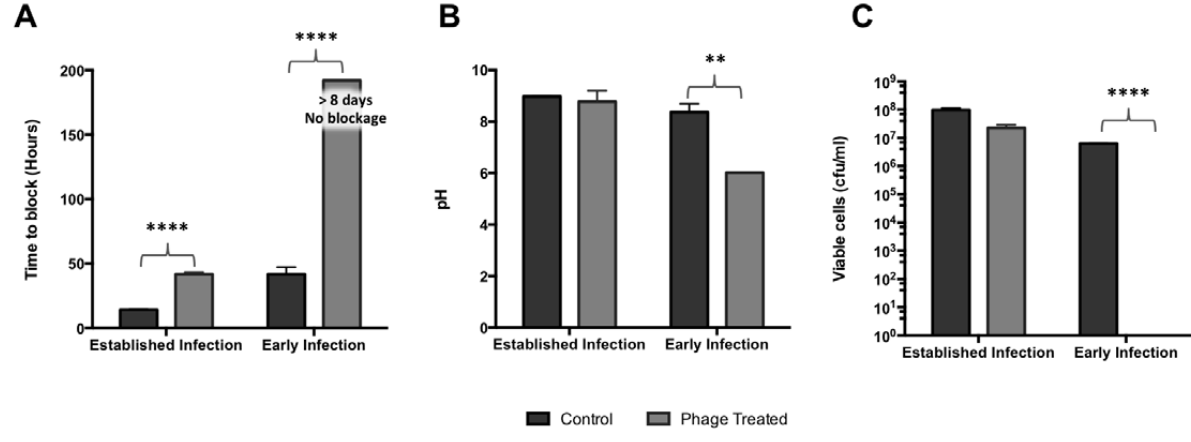 A
Time to block (Hours)
200
150
100
50
0
****
****
> 8 days
No blockage
Established Infection
Early Infection
B
pH
10
8
6
4
2
0
**
Established Infection
Early Infection
C
Viable cells (cfu/ml)
10⁹
10⁸
10⁷
10⁶
10⁵
10⁴
10³
10²
10¹
10⁰
****
Established Infection
Early Infection
Control
Phage Treated